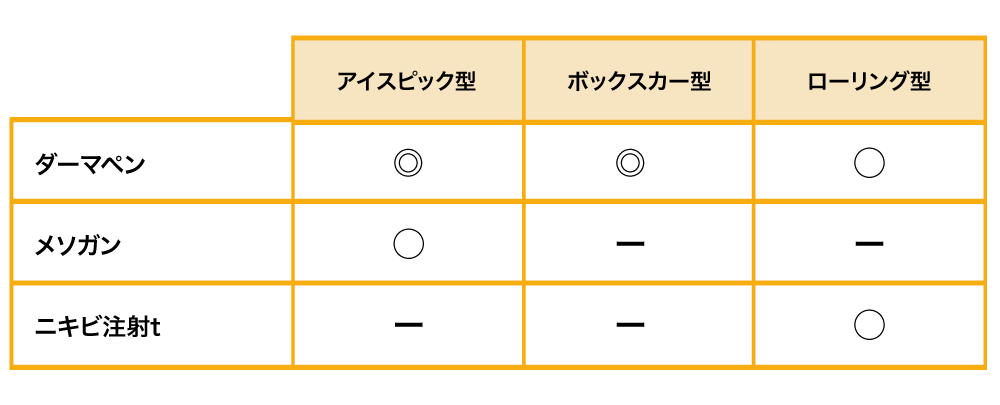 アイスピック型 ボックスカー型 ローリング型
ダーマペン ◎ ◎ ○
メソガン ○ ー ー
ニキビ注射t ー ー ○